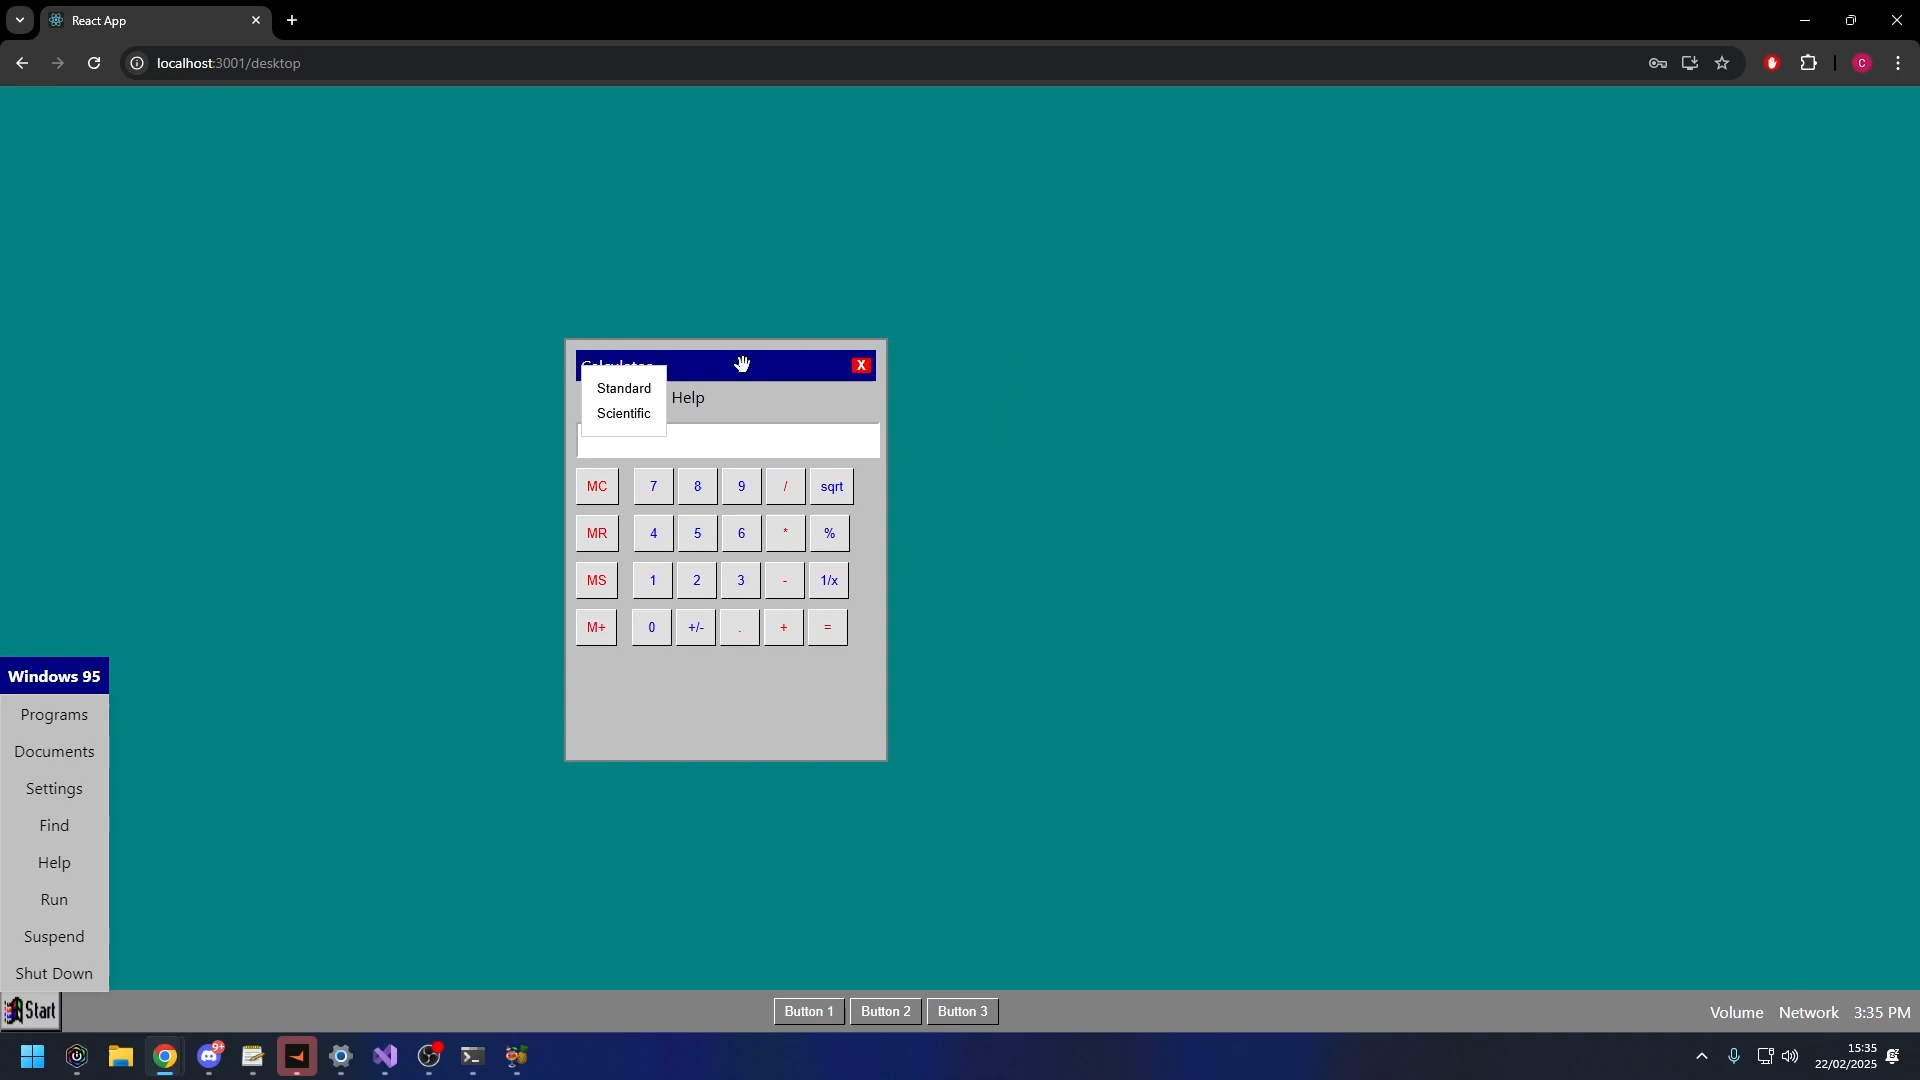 React App
localhost:3001/desktop
C
X
Standard
Help
Scientific
MC 7 8 9 / sqrt
MR 4 5 6 * %
MS 1 2 3 - 1/x
M+ 0 +/- . + =
Windows 95
Programs
Documents
Settings
Find
Help
Run
Suspend
Shut Down
Start
Button 1 Button 2 Button 3
Volume Network 3:35 PM
9+
15:35
22/02/2025